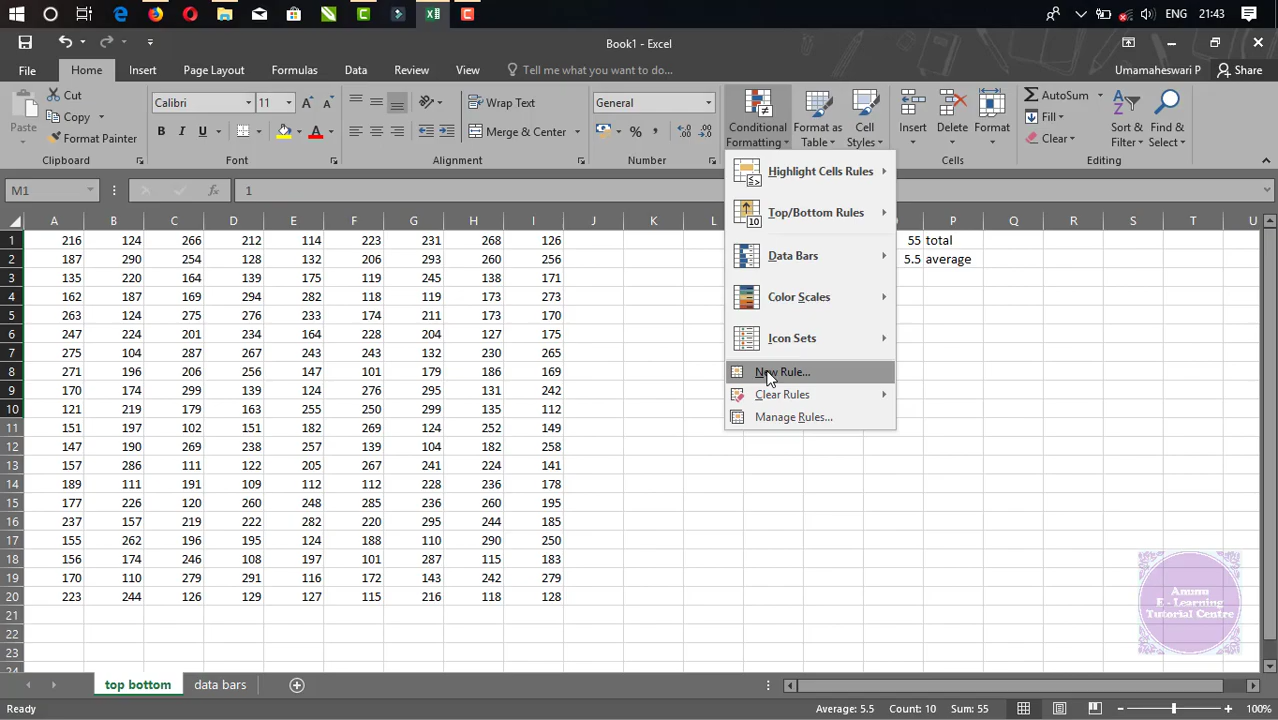 ENG 21:43
Book1 - Excel
File Home Insert Page Layout Formulas Data Review View Tell me what you want to do... Umamaheswari P Share
Cut
Copy
Format Painter
Paste
Clipboard
Calibri 11
B I U
Font
Wrap Text
Merge & Center
Alignment
General
%
Number
Conditional Formatting
Format as Table
Cell Styles
Insert Delete Format
Cells
AutoSum
Fill
Clear
Sort & Filter
Find & Select
Editing
Highlight Cells Rules
Top/Bottom Rules
Data Bars
Color Scales
Icon Sets
New Rule...
Clear Rules
Manage Rules...
M1 fx 1
A B C D E F G H I J K L P Q R S T U
1 216 124 266 212 114 223 231 268 126 55 total
2 187 290 254 128 132 206 293 260 256 5.5 average
3 135 220 164 139 175 119 245 138 171
4 162 187 169 294 282 118 119 173 273
5 263 124 275 276 233 174 211 173 170
6 247 224 201 234 164 228 204 127 175
7 275 104 287 267 243 243 132 230 265
8 271 196 208 256 287 101 179 186 169
9 174 119 139 124 276 295 131 242
10 121 219 179 163 255 250 299 135 112
11 151 197 102 151 182 206 189 124 252 149
12 147 190 269 238 257 139 104 182 258
13 157 286 111 122 205 267 241 224 141
14 189 111 191 109 112 112 228 236 178
15 177 226 120 260 248 285 236 260 195
16 237 157 219 222 282 220 295 244 185
17 155 262 196 195 124 188 110 290 250
18 156 174 246 108 197 101 287 115 183
19 170 110 279 291 116 172 143 242 279
20 223 244 126 129 127 115 216 118 128
21
22
23
24
Anumu
E - Learning
Tutorial Centre
top bottom data bars
Ready Average: 5.5 Count: 10 Sum: 55 100%